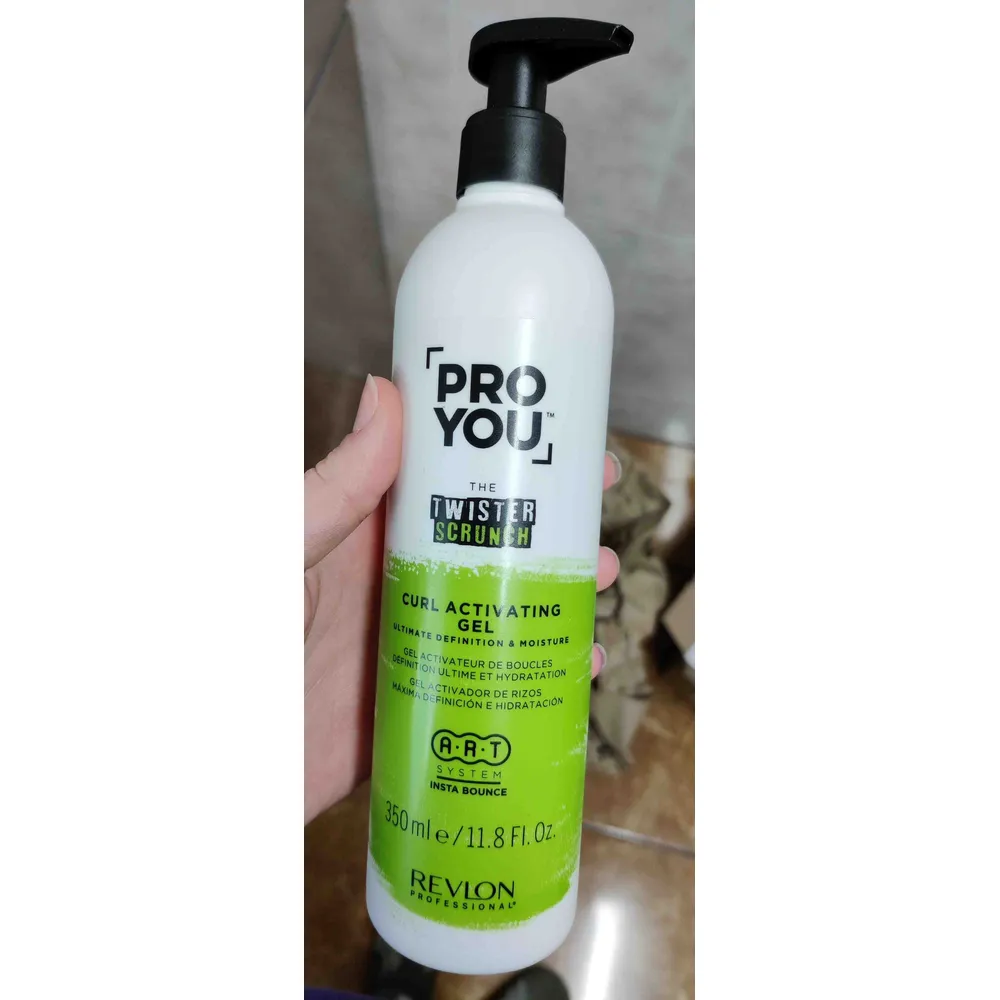 PRO
YOU™
THE
TWISTER
SCRUNCH
CURL ACTIVATING
GEL
ULTIMATE DEFINITION & MOISTURE
GEL ACTIVATEUR DE BOUCLES
DÉFINITION ULTIME ET HYDRATATION
GEL ACTIVADOR DE RIZOS
MÁXIMA DEFINICIÓN E HIDRATACIÓN
A·R·T
SYSTEM
INSTA BOUNCE
350 ml e / 11.8 Fl. Oz.
REVLON
PROFESSIONAL®